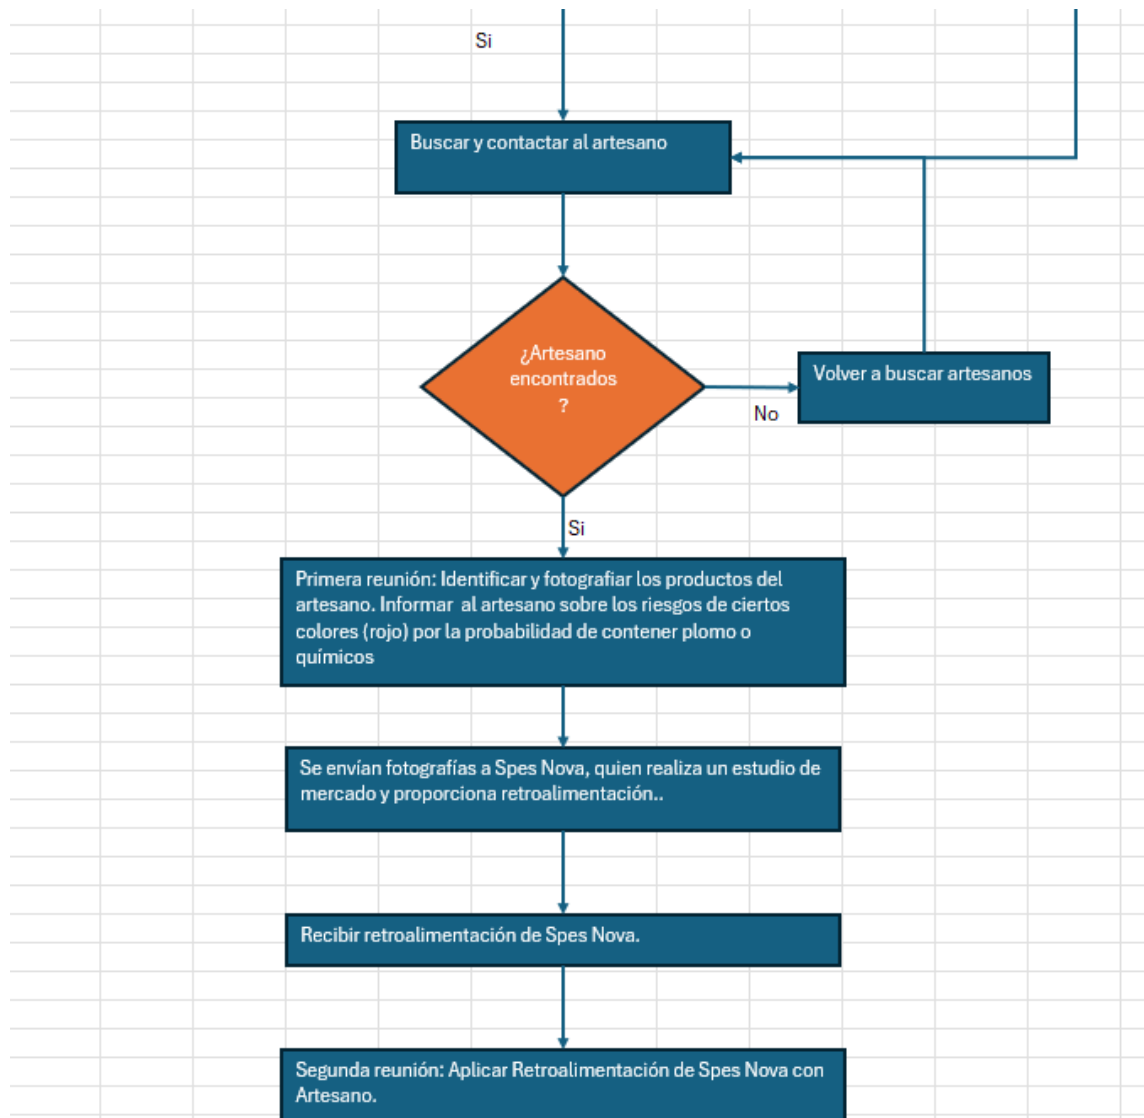 Si
Buscar y contactar al artesano
¿Artesano
encontrados
?
No
Volver a buscar artesanos
Si
Primera reunión: Identificar y fotografiar los productos del
artesano. Informar  al artesano sobre los riesgos de ciertos
colores (rojo) por la probabilidad de contener plomo o
químicos
Se envían fotografías a Spes Nova, quien realiza un estudio de
mercado y proporciona retroalimentación..
Recibir retroalimentación de Spes Nova.
Segunda reunión: Aplicar Retroalimentación de Spes Nova con
Artesano.